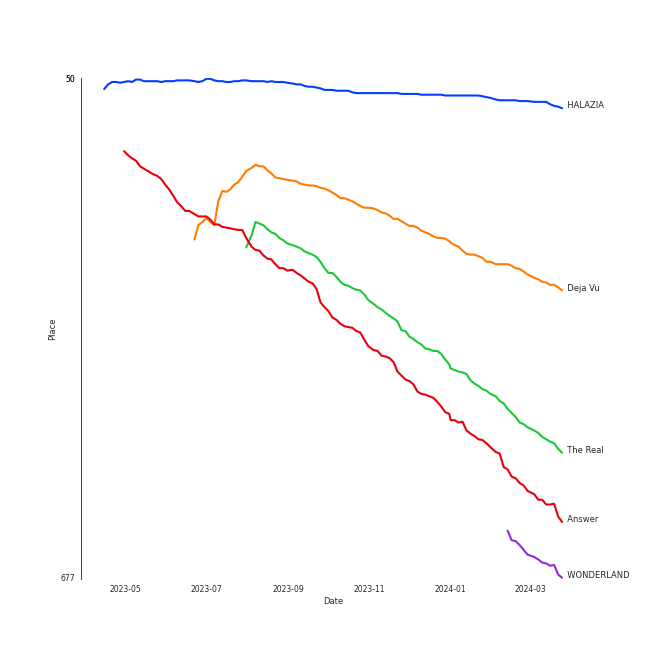 50
HALAZIA
Deja Vu
Place
The Real
Answer
WONDERLAND
677
2023-05 2023-07 2023-09 2023-11 2024-01 2024-03
Date